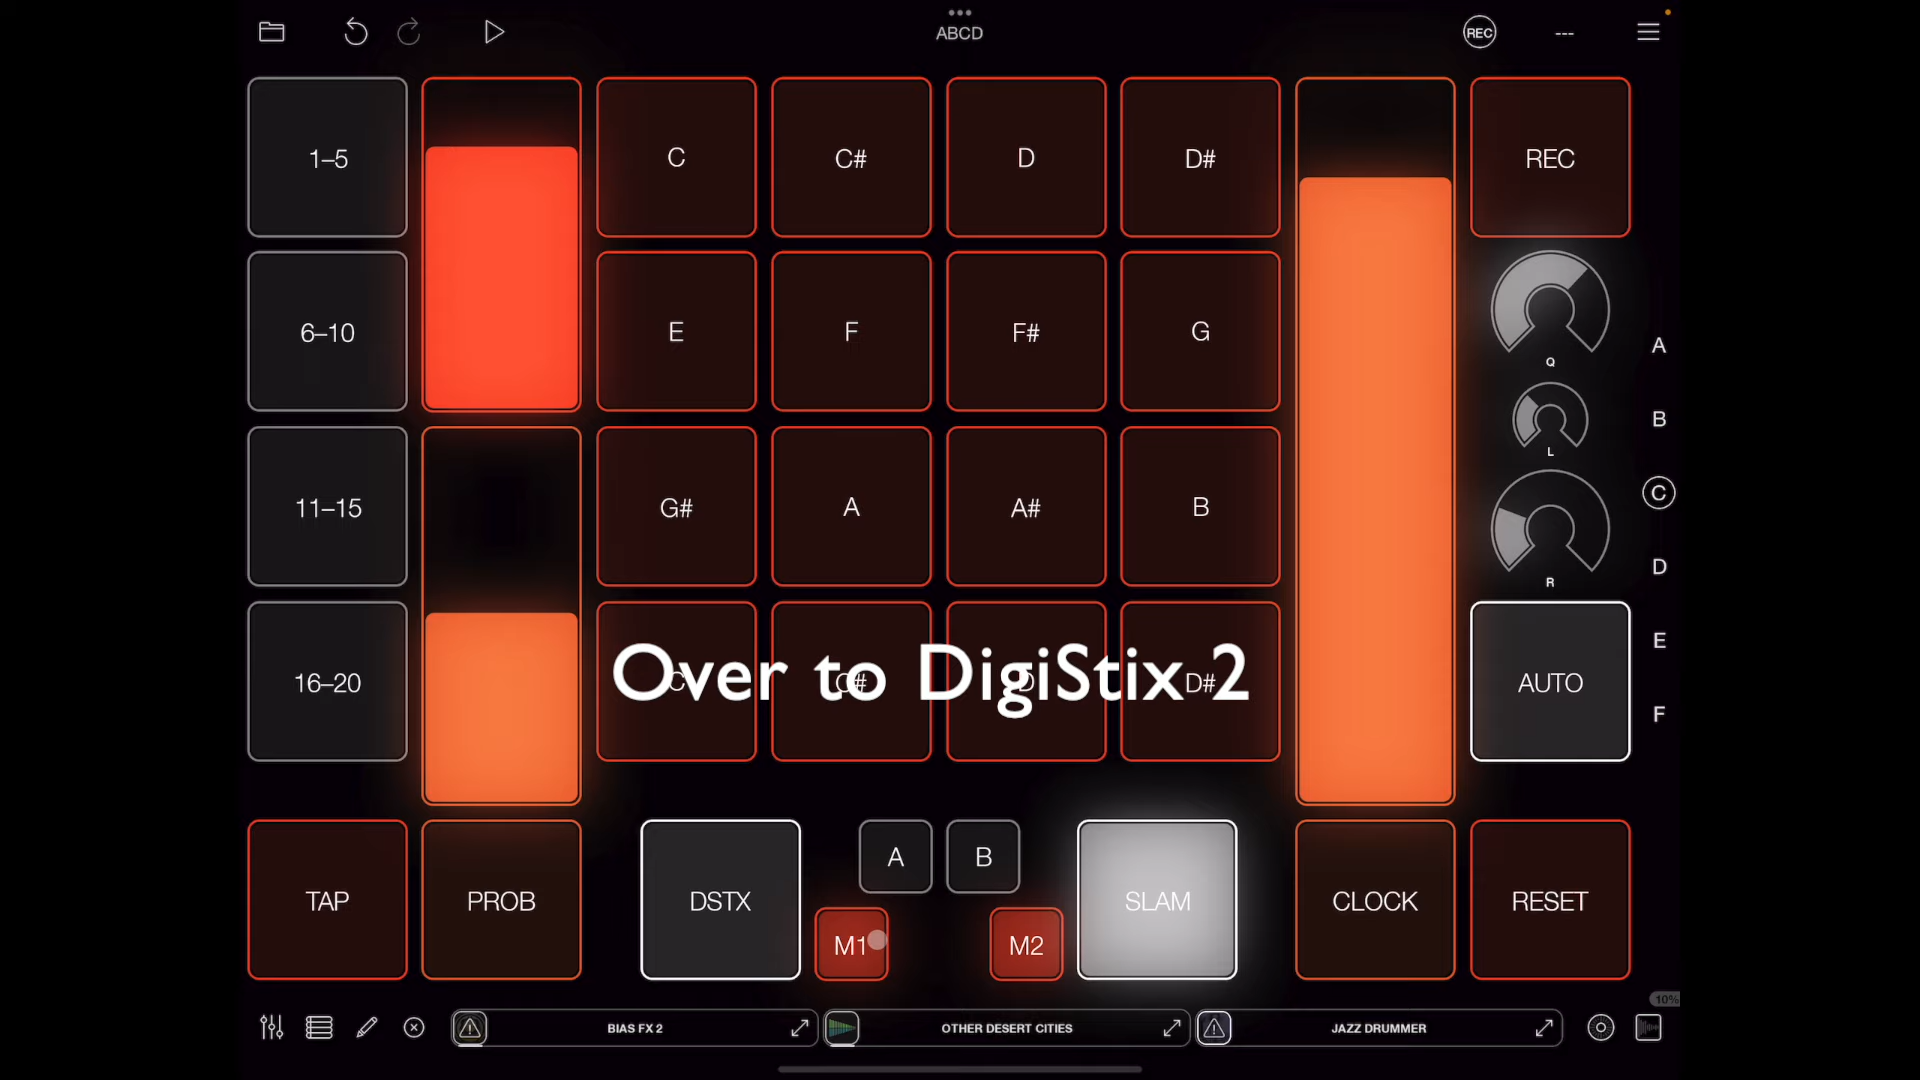 ABCD
REC
---
1–5
C
C#
D
D#
REC
6–10
E
F
F#
G
Q
A
L
B
11–15
G#
A
A#
B
C
R
D
16–20
C
C#
D
D#
Over to DigiStix 2
AUTO
E
F
TAP
PROB
DSTX
A
B
M1
M2
SLAM
CLOCK
RESET
10%
BIAS FX 2
OTHER DESERT CITIES
JAZZ DRUMMER